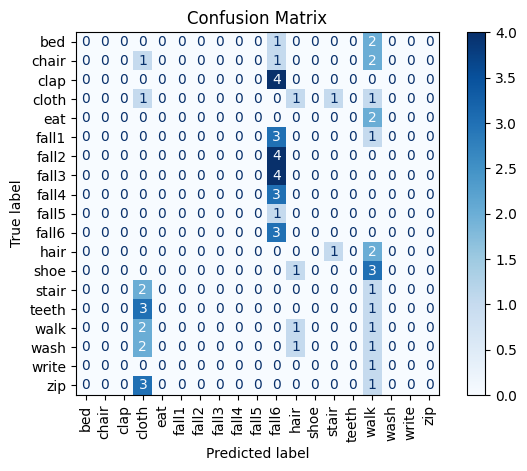 Confusion Matrix
True label
bed 0 0 0 0 0 0 0 0 0 0 1 0 0 0 0 2 0 0 0
chair 0 0 0 1 0 0 0 0 0 0 1 0 0 0 0 2 0 0 0
clap 0 0 0 0 0 0 0 0 0 0 4 0 0 0 0 0 0 0 0
cloth 0 0 0 1 0 0 0 0 0 0 0 1 0 1 0 1 0 0 0
eat 0 0 0 0 0 0 0 0 0 0 0 0 0 0 0 2 0 0 0
fall1 0 0 0 0 0 0 0 0 0 0 3 0 0 0 0 1 0 0 0
fall2 0 0 0 0 0 0 0 0 0 0 4 0 0 0 0 0 0 0 0
fall3 0 0 0 0 0 0 0 0 0 0 4 0 0 0 0 0 0 0 0
fall4 0 0 0 0 0 0 0 0 0 0 3 0 0 0 0 0 0 0 0
fall5 0 0 0 0 0 0 0 0 0 0 1 0 0 0 0 0 0 0 0
fall6 0 0 0 0 0 0 0 0 0 0 3 0 0 0 0 0 0 0 0
hair 0 0 0 0 0 0 0 0 0 0 0 0 0 1 0 2 0 0 0
shoe 0 0 0 0 0 0 0 0 0 0 0 1 0 0 0 3 0 0 0
stair 0 0 0 2 0 0 0 0 0 0 0 0 0 0 0 1 0 0 0
teeth 0 0 0 3 0 0 0 0 0 0 0 0 0 0 0 1 0 0 0
walk 0 0 0 2 0 0 0 0 0 0 0 1 0 0 0 1 0 0 0
wash 0 0 0 2 0 0 0 0 0 0 0 1 0 0 0 1 0 0 0
write 0 0 0 0 0 0 0 0 0 0 0 0 0 0 0 1 0 0 0
zip 0 0 0 3 0 0 0 0 0 0 0 0 0 0 0 1 0 0 0
bed chair clap cloth eat fall1 fall2 fall3 fall4 fall5 fall6 hair shoe stair teeth walk wash write zip
Predicted label
4.0
3.5
3.0
2.5
2.0
1.5
1.0
0.5
0.0